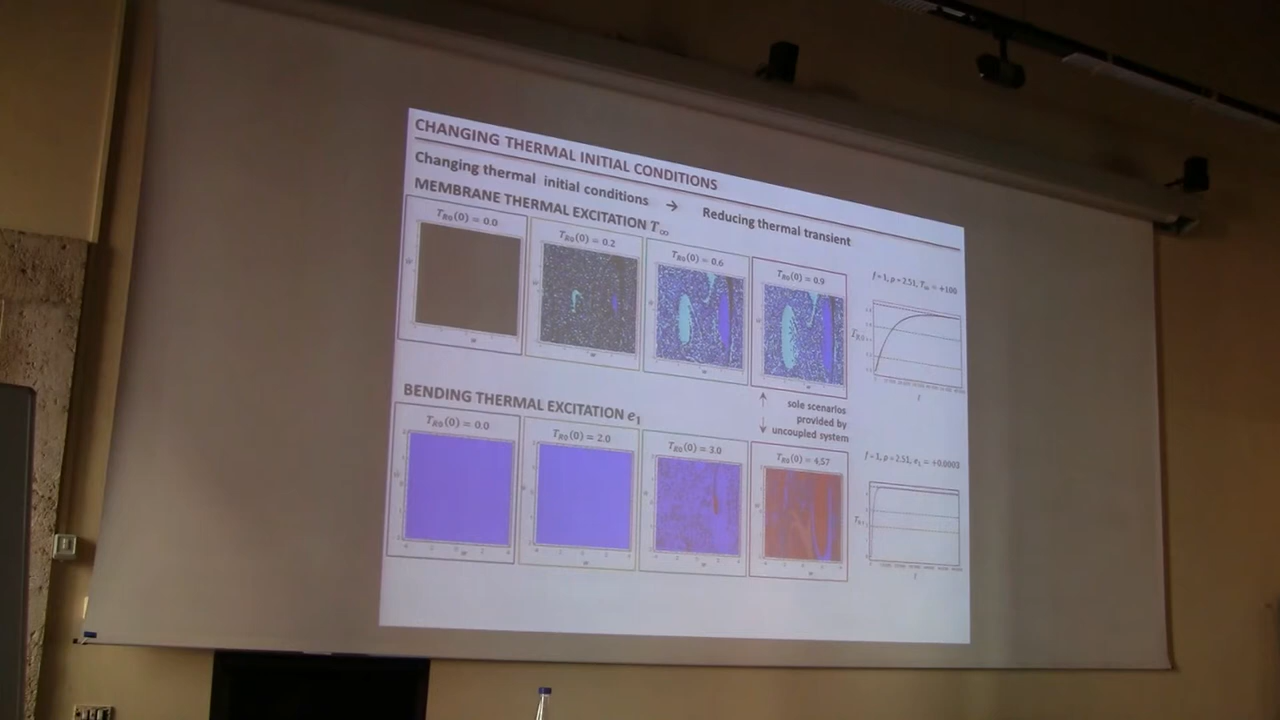 CHANGING THERMAL INITIAL CONDITIONS
Changing thermal initial conditions → Reducing thermal transient
MEMBRANE THERMAL EXCITATION T∞
T_R0(0) = 0.0
T_R0(0) = 0.2
T_R0(0) = 0.6
T_R0(0) = 0.9
f=1, p=2.51, T∞ = +100
sole scenarios
provided by
uncoupled system
BENDING THERMAL EXCITATION e₁
T_R0(0) = 0.0
T_R0(0) = 2.0
T_R0(0) = 3.0
T_R0(0) = 4.57
f=1, p=2.51, e₁ = +0.0003